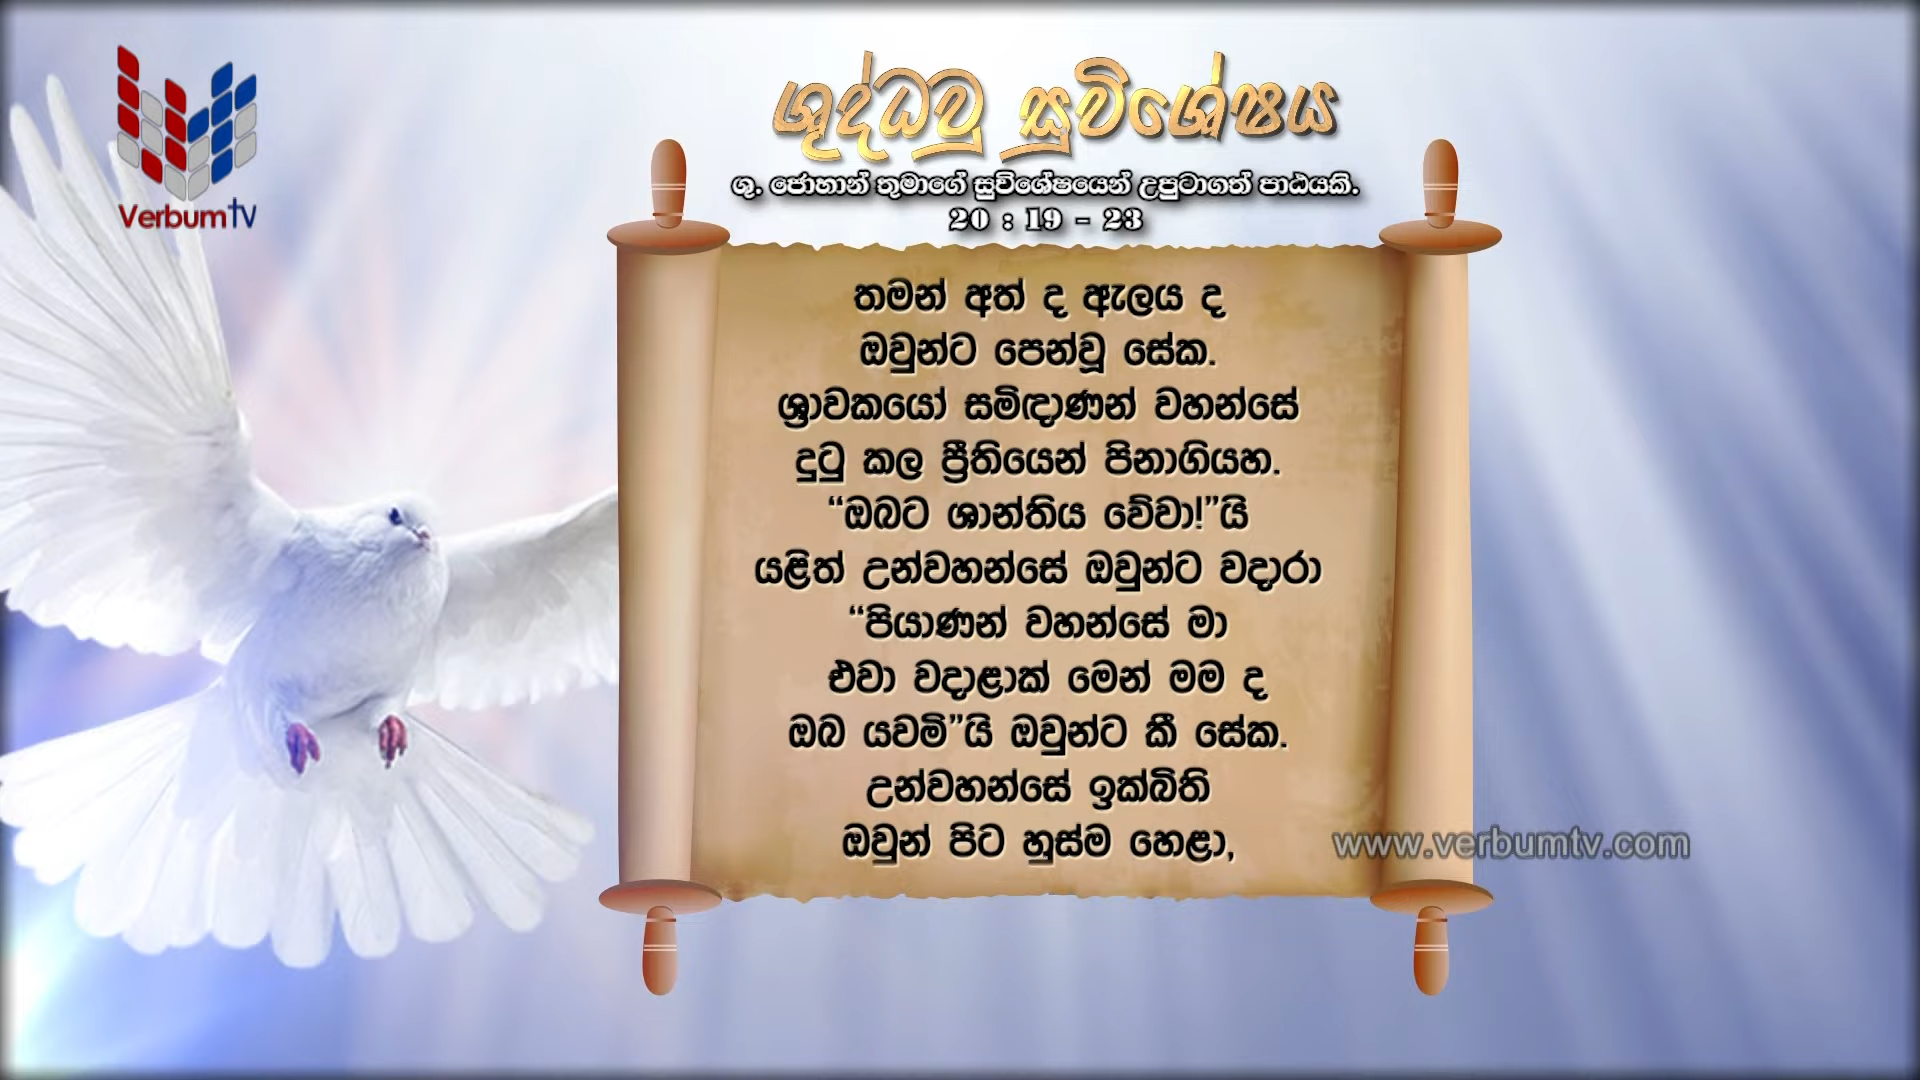 VerbumTV
ශුද්ධවූ සුවිශේෂය
ශු. ජොහාන් තුමාගේ සුවිශේෂයෙන් උපුටාගත් පාඨයකි.
20 : 19 - 23
තමන් අත් ද ඇලය ද
ඔවුන්ට පෙන්වූ සේක.
ශ්‍රාවකයෝ සමිඳාණන් වහන්සේ
දුටු කල ප්‍රීතියෙන් පිනාගියහ.
“ඔබට ශාන්තිය වේවා!”යි
යළිත් උන්වහන්සේ ඔවුන්ට වදාරා
“පියාණන් වහන්සේ මා
එවා වදාළාක් මෙන් මම ද
ඔබ යවමි”යි ඔවුන්ට කී සේක.
උන්වහන්සේ ඉක්බිති
ඔවුන් පිට හුස්ම හෙළා,
www.verbumtv.com